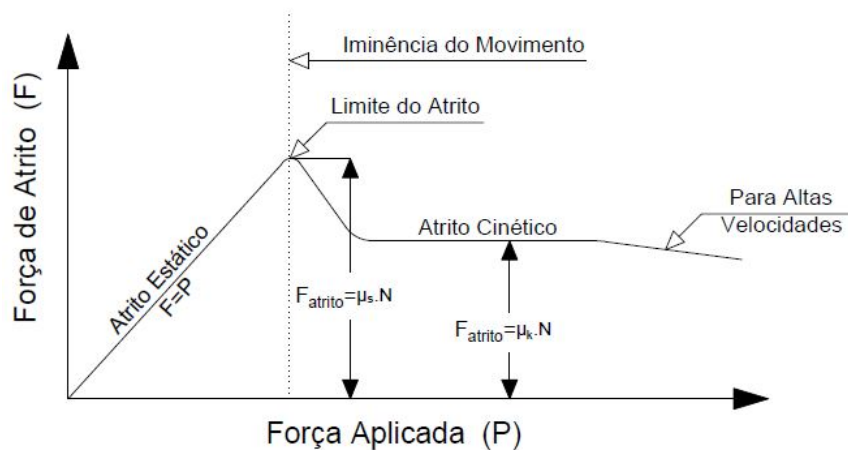 Iminência do Movimento
Limite do Atrito
Para Altas
Velocidades
Atrito Cinético
Atrito Estático
F=P
Fatrito=μs.N
Fatrito=μk.N
Força de Atrito (F)
Força Aplicada (P)